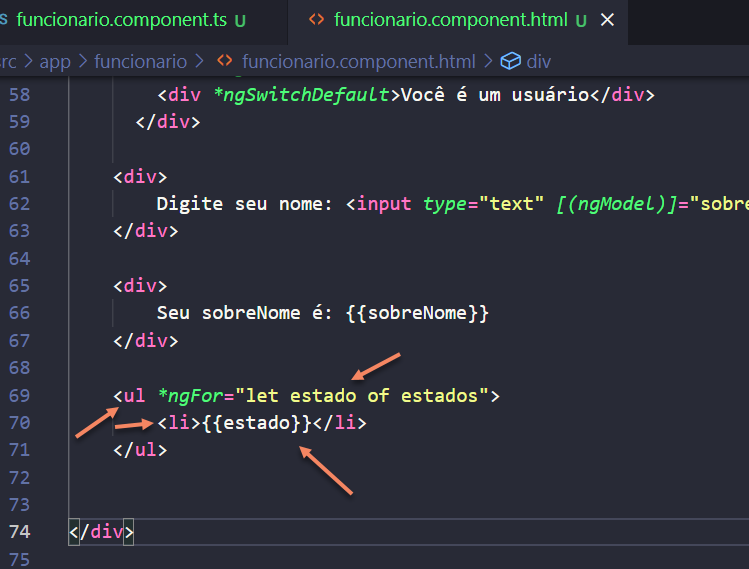 funcionario.component.ts U
<> funcionario.component.html U ×
app > funcionario > <> funcionario.component.html > div
58 <div *ngSwitchDefault>Você é um usuário</div>
59 </div>
60
61 <div>
62 Digite seu nome: <input type="text" [(ngModel)]="sobre
63 </div>
64
65 <div>
66 Seu sobreNome é: {{sobreNome}}
67 </div>
68
69 <ul *ngFor="let estado of estados">
70 <li>{{estado}}</li>
71 </ul>
72
73
74 </div>
75